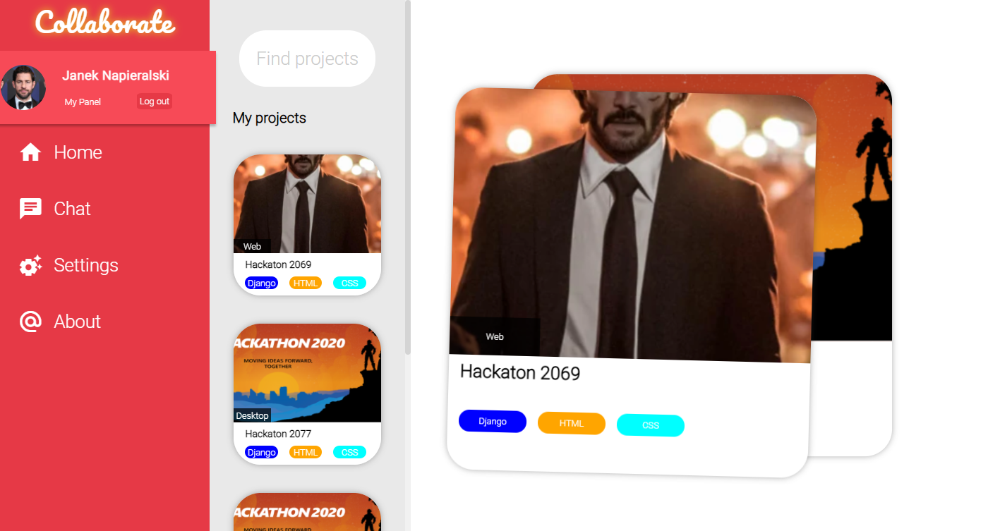 Collaborate
Janek Napieralski
My Panel
Log out
Home
Chat
Settings
About
Find projects
My projects
Web
Hackaton 2069
Django HTML CSS
ACKATHON 2020
MOVING IDEAS FORWARD,
TOGETHER
Desktop
Hackaton 2077
Django HTML CSS
ACKATHON 2020
MOVING IDEAS FORWARD,
Web
Hackaton 2069
Django HTML CSS